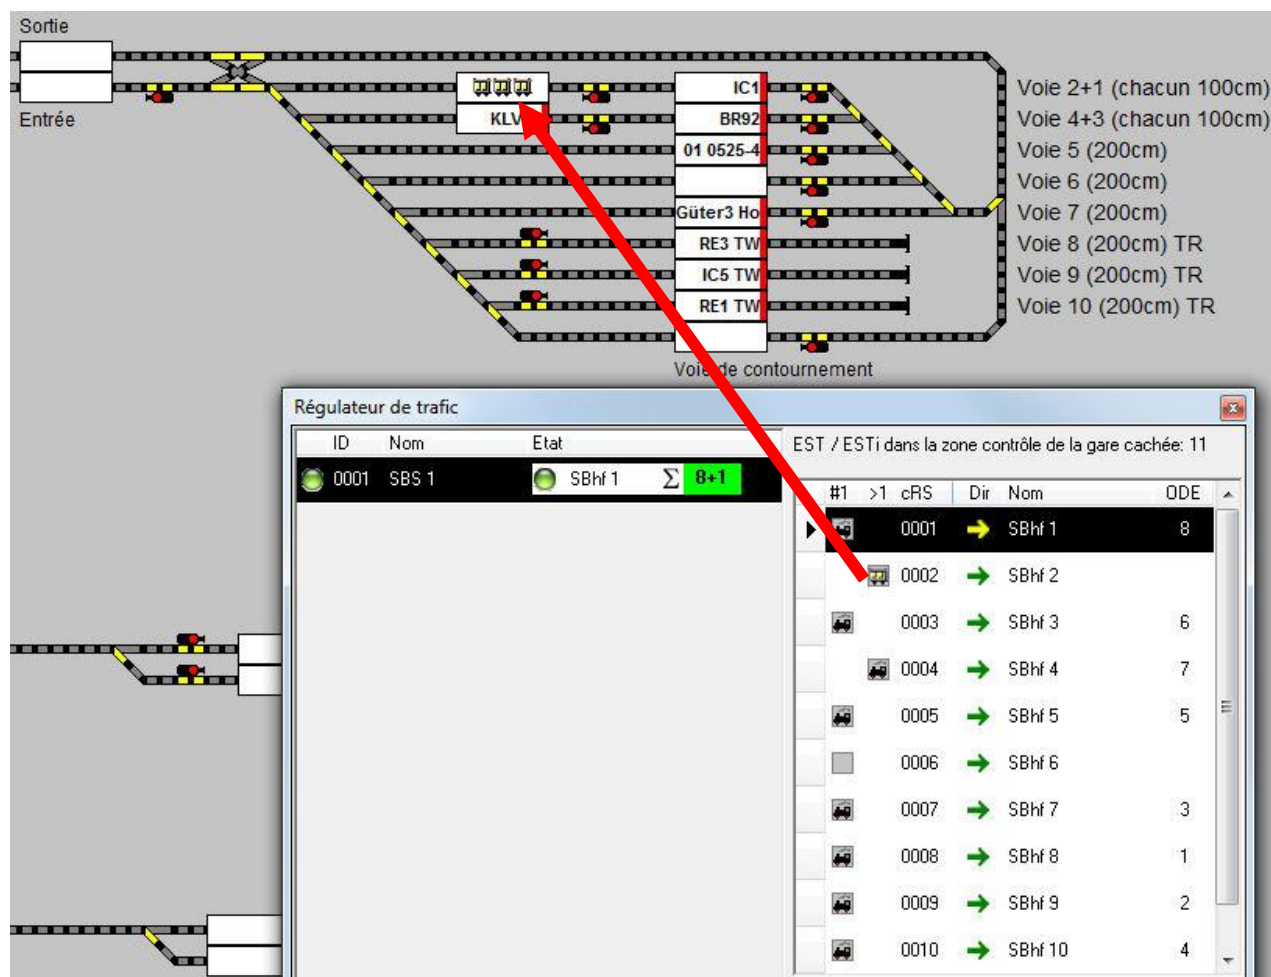 Sortie
Entrée
IC1
KLV
BR92
01 0525-4
Güter3 Ho
RE3 TW
IC5 TW
RE1 TW
Voie 2+1 (chacun 100cm)
Voie 4+3 (chacun 100cm)
Voie 5 (200cm)
Voie 6 (200cm)
Voie 7 (200cm)
Voie 8 (200cm) TR
Voie 9 (200cm) TR
Voie 10 (200cm) TR
Voie de contournement
Régulateur de trafic
ID Nom Etat
0001 SBS 1 SBhf 1 Σ 8+1
EST / ESTi dans la zone contrôle de la gare cachée: 11
#1 >1 cRS Dir Nom ODE
0001 SBhf 1 8
0002 SBhf 2
0003 SBhf 3 6
0004 SBhf 4 7
0005 SBhf 5 5
0006 SBhf 6
0007 SBhf 7 3
0008 SBhf 8 1
0009 SBhf 9 2
0010 SBhf 10 4